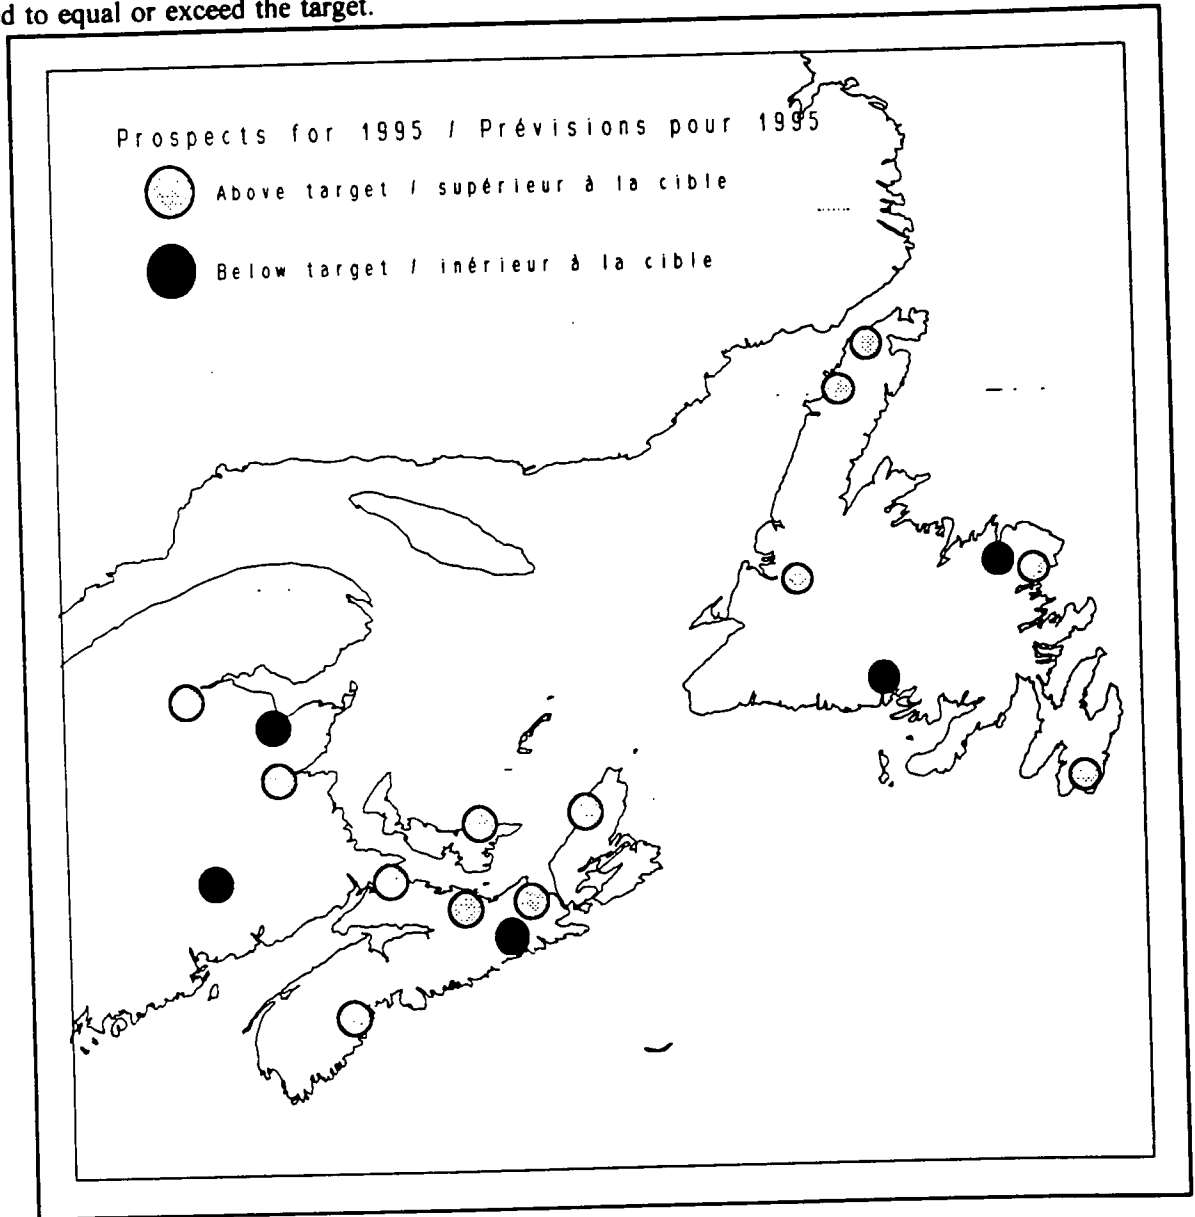 d to equal or exceed the target.
Prospects for 1995 / Prévisions pour 1995
Above target / supérieur à la cible
Below target / inérieur à la cible